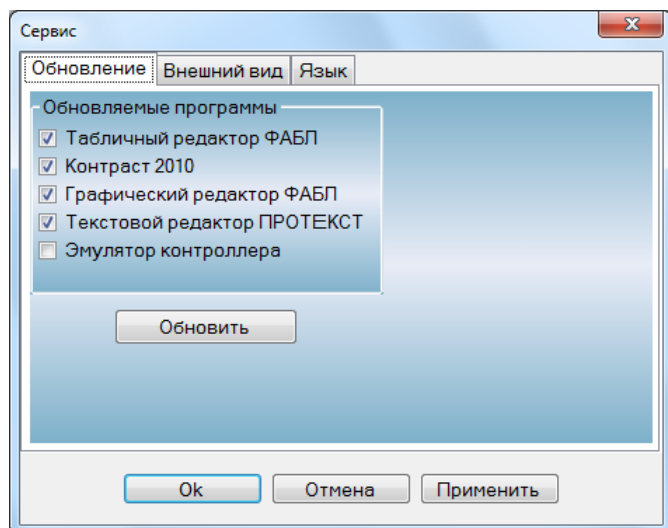 Сервис
Обновление Внешний вид Язык
Обновляемые программы
Табличный редактор ФАБЛ
Контраст 2010
Графический редактор ФАБЛ
Текстовой редактор ПРОТЕКСТ
Эмулятор контроллера
Обновить
Ok Отмена Применить